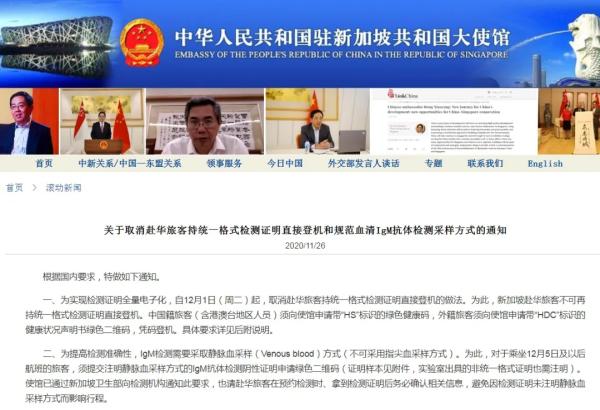 中华人民共和国驻新加坡共和国大使馆
EMBASSY OF THE PEOPLE'S REPUBLIC OF CHINA IN THE REPUBLIC OF SINGAPORE
ThinkChina
首页 中新关系/中国—东盟关系 领事服务 今日中国 外交部发言人谈话 专题 联系我们 English
首页 > 滚动新闻
关于取消赴华旅客持统一格式检测证明直接登机和规范血清IgM抗体检测采样方式的通知
2020/11/26
根据国内要求，特做如下通知。
一、为实现检测证明全量电子化，自12月1日（周二）起，取消赴华旅客持统一格式检测证明直接登机的做法。为此，新加坡赴华旅客不可再
持统一格式检测证明直接登机。中国籍旅客（含港澳台地区人员）须向使馆申请带“HS”标识的绿色健康码，外籍旅客须向使馆申请带“HDC”标识的
健康状况声明书绿色二维码，凭码登机。具体要求详见后附说明。
二、为提高检测准确性，IgM检测需要采取静脉血采样（Venous blood）方式（不可采用指尖血采样方式）。为此，对于乘坐12月5日及以后
航班的旅客，须提交注明静脉血采样方式的IgM抗体检测阴性证明申请绿色二维码（证明样本见附件，实验室出具的非统一格式证明也需注明）。
使馆已通过新加坡卫生部向检测机构通知此要求，也请赴华旅客在预约检测时、拿到检测证明后务必确认相关信息，避免因检测证明未注明静脉血
采样方式而影响行程。